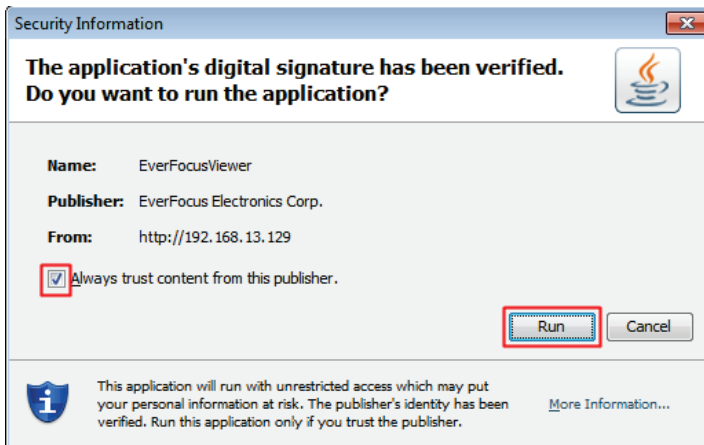 Security Information
The application's digital signature has been verified.
Do you want to run the application?
Name: EverFocusViewer
Publisher: EverFocus Electronics Corp.
From: http://192.168.13.129
Always trust content from this publisher.
Run Cancel
This application will run with unrestricted access which may put
your personal information at risk. The publisher's identity has been
verified. Run this application only if you trust the publisher.
More Information...